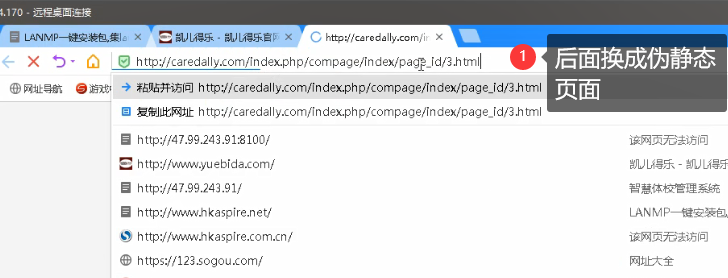 4.170 - 远程桌面连接
LANMP一键安装包,集la
凯儿得乐 - 凯儿得乐官网
http://caredally.com/in
http://caredally.com/index.php/compage/index/page_id/3.html
1 后面换成伪静态
页面
网址导航
粘贴并访问 http://caredally.com/index.php/compage/index/page_id/3.html
复制此网址 http://caredally.com/index.php/compage/index/page_id/3.html
http://47.99.243.91:8100/ 该网页无法访问
http://www.yuebida.com/ 凯儿得乐 - 凯儿得乐
http://47.99.243.91/ 智慧体校管理系统
http://www.hkaspire.net/ LANMP一键安装包,
http://www.hkaspire.com.cn/ 该网页无法访问
https://123.sogou.com/ 网址大全